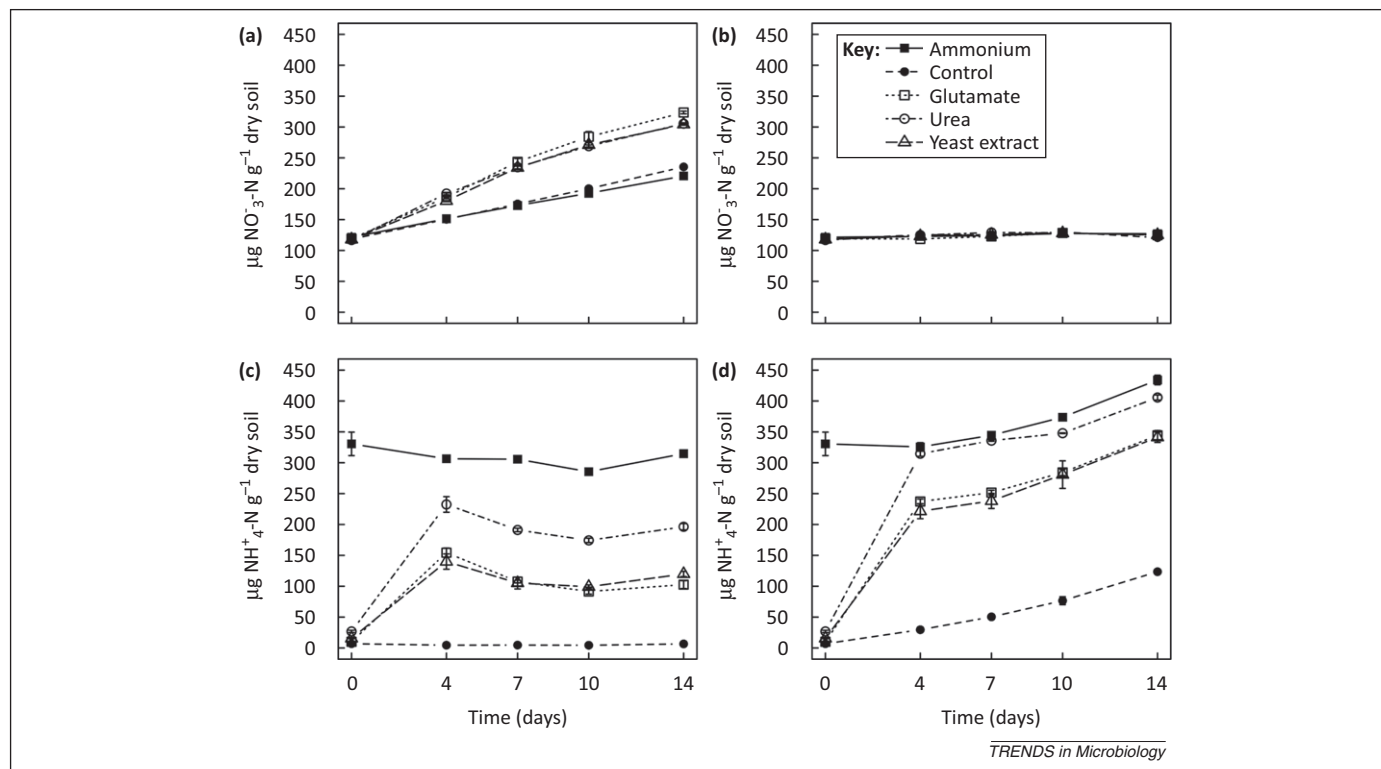 (a)
450
400
350
300
250
200
150
100
50
0
µg NO⁻₃-N g⁻¹ dry soil
(b)
450
400
350
300
250
200
150
100
50
0
µg NO⁻₃-N g⁻¹ dry soil
Key: Ammonium
Control
Glutamate
Urea
Yeast extract
(c)
450
400
350
300
250
200
150
100
50
0
µg NH⁺₄-N g⁻¹ dry soil
0 4 7 10 14
Time (days)
(d)
450
400
350
300
250
200
150
100
50
0
µg NH⁺₄-N g⁻¹ dry soil
0 4 7 10 14
Time (days)
TRENDS in Microbiology